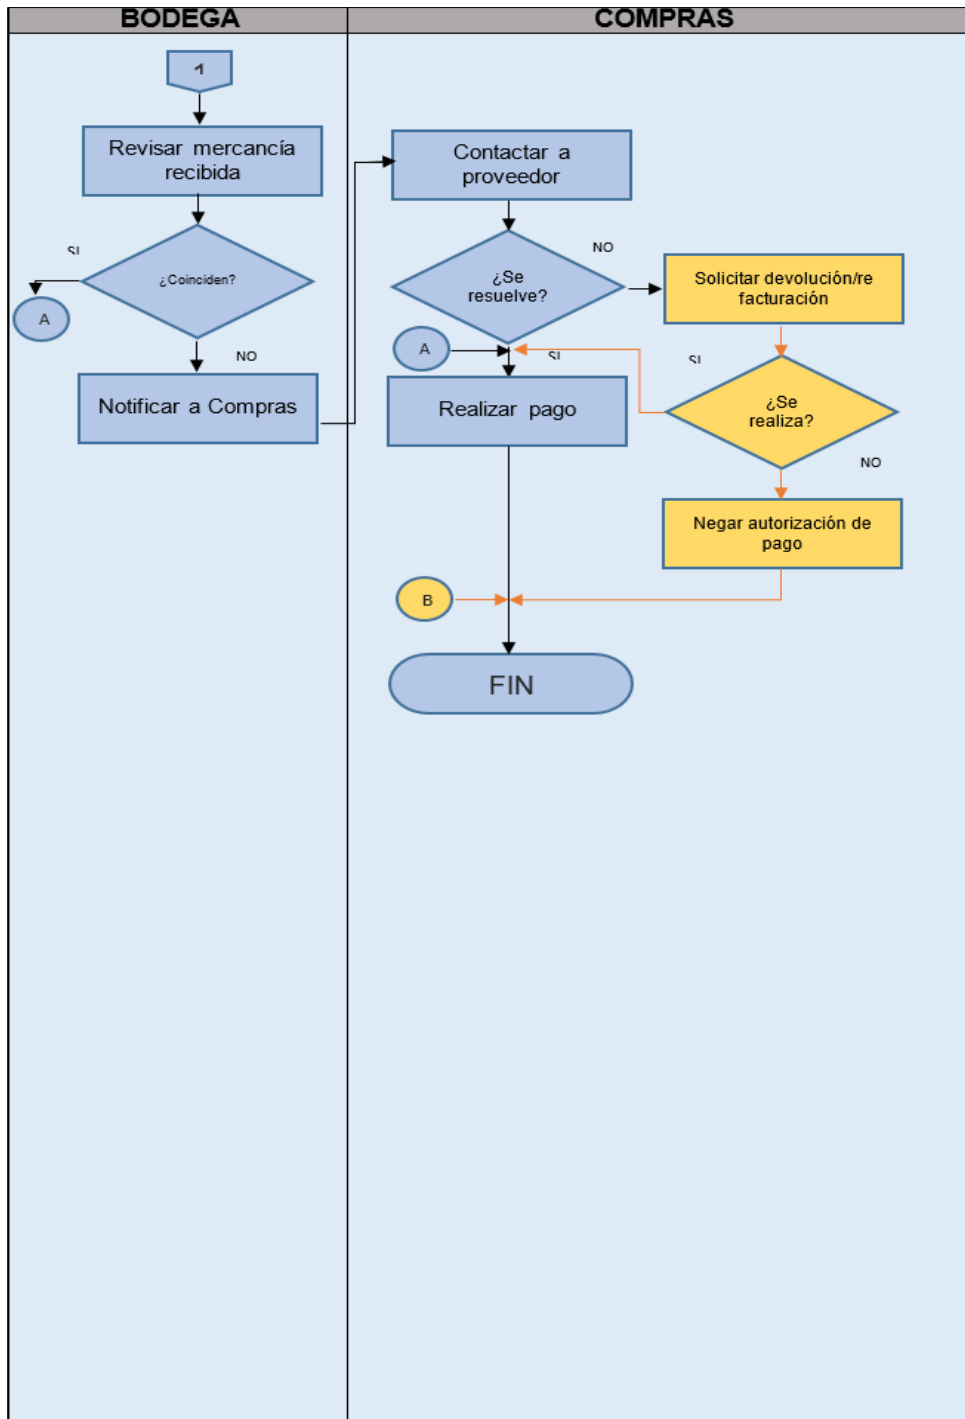 BODEGA
COMPRAS
1
Revisar mercancía
recibida
Contactar a
proveedor
SI
¿Coinciden?
A
NO
Notificar a Compras
¿Se
resuelve?
NO
Solicitar devolución/re
facturación
A
SI
Realizar pago
SI
¿Se
realiza?
NO
Negar autorización de
pago
B
FIN